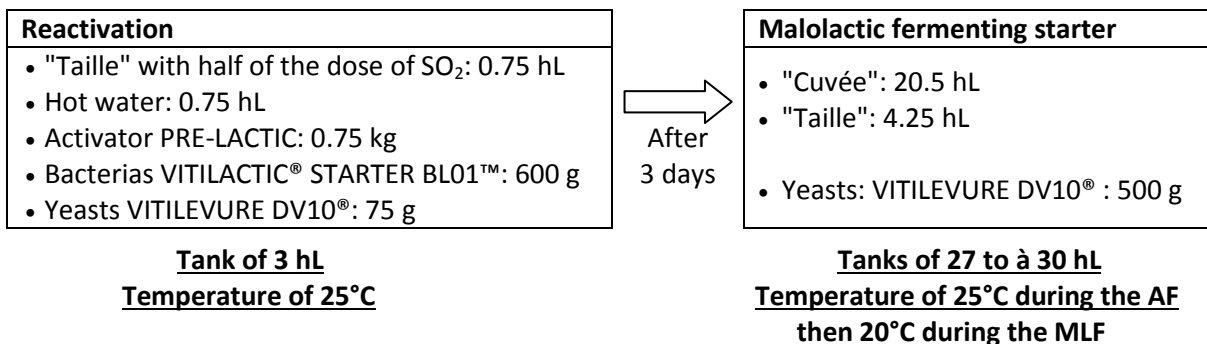 Reactivation
• "Taille" with half of the dose of SO₂: 0.75 hL
• Hot water: 0.75 hL
• Activator PRE-LACTIC: 0.75 kg
• Bacterias VITILACTIC® STARTER BL01™: 600 g
• Yeasts VITILEVURE DV10®: 75 g
Tank of 3 hL
Temperature of 25°C
After
3 days
Malolactic fermenting starter
• "Cuvée": 20.5 hL
• "Taille": 4.25 hL
• Yeasts: VITILEVURE DV10® : 500 g
Tanks of 27 to à 30 hL
Temperature of 25°C during the AF
then 20°C during the MLF